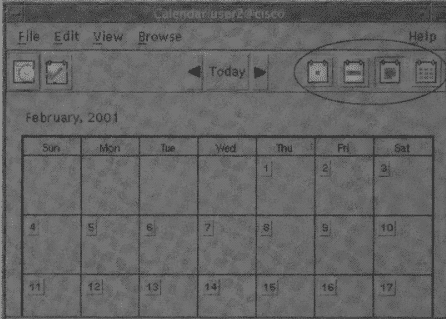 Calendar:user2@cisco
File Edit View Browse Help
Today
February, 2001
Sun Mon Tue Wed Thu Fri Sat
1 2 3
4 5 6 7 8 9 10
11 12 13 14 15 16 17